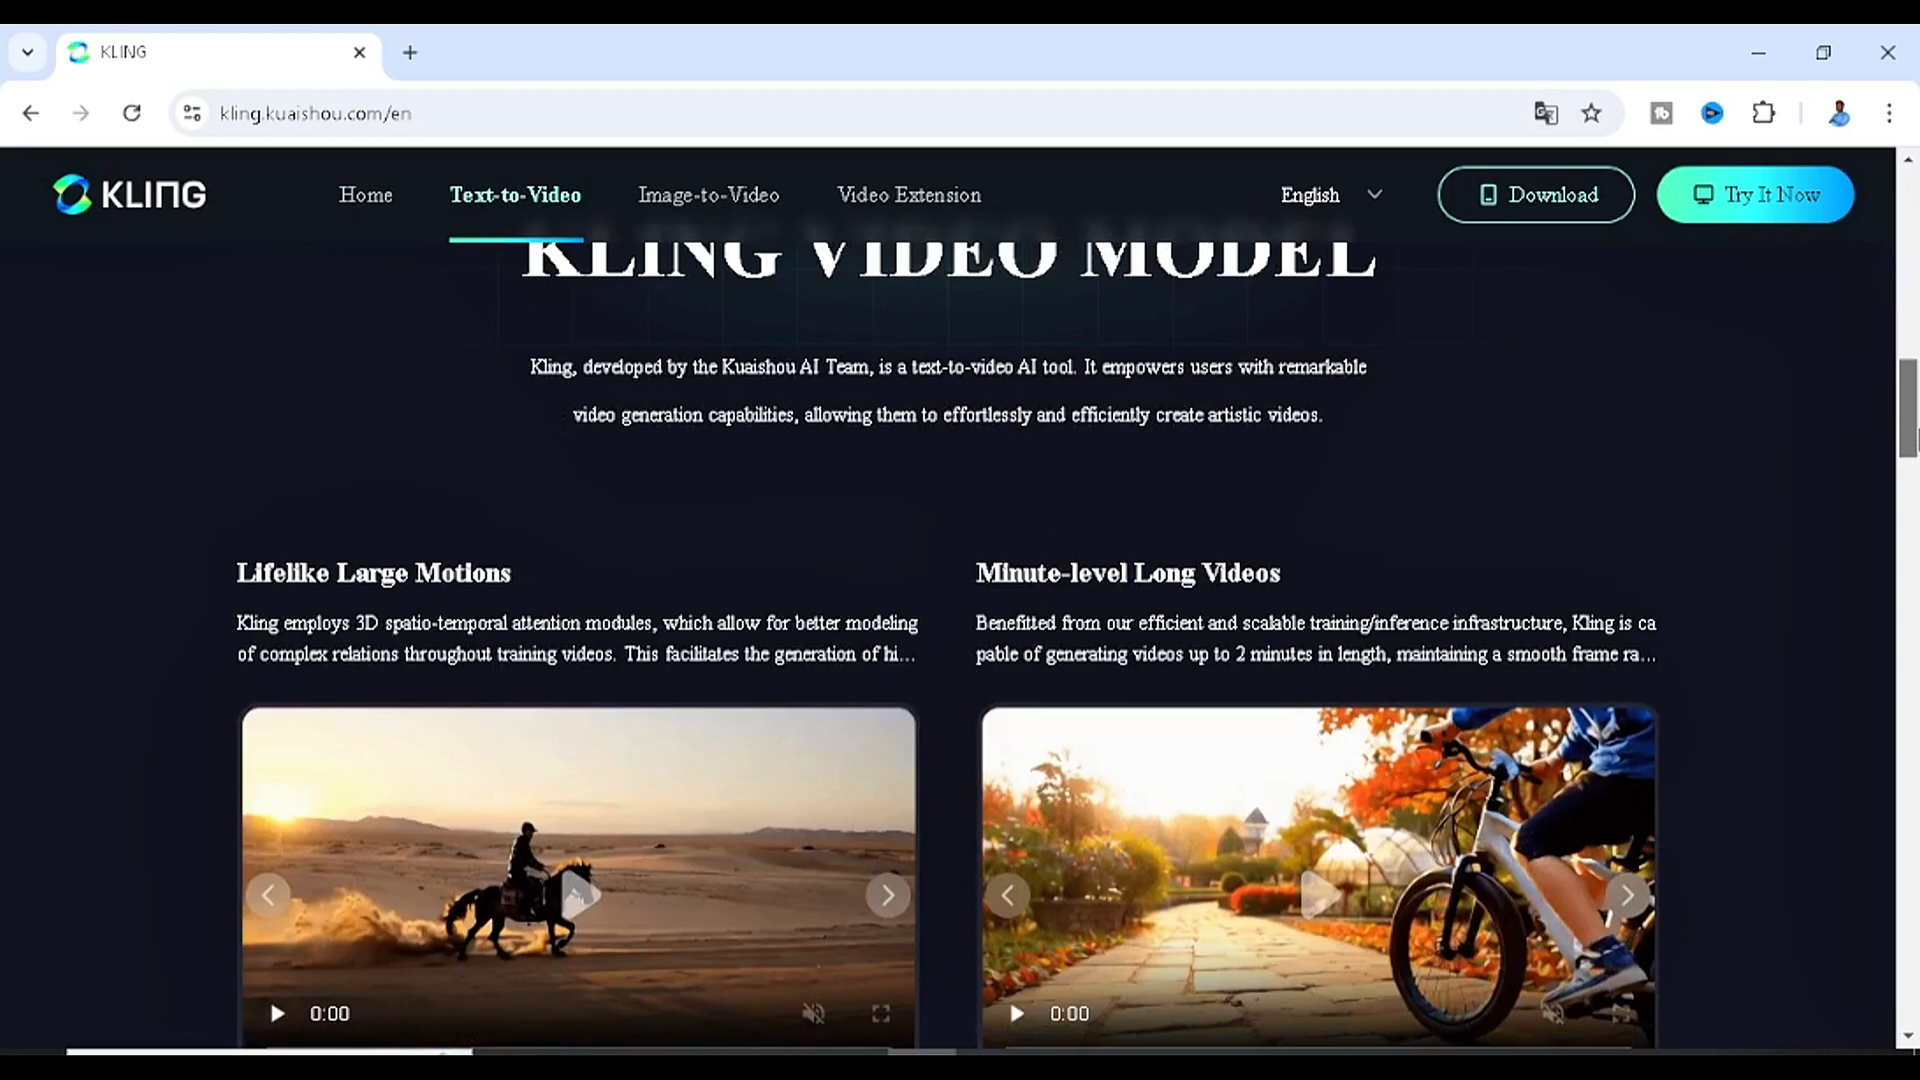 KLING
kling.kuaishou.com/en
KLING
Home
Text-to-Video
Image-to-Video
Video Extension
English
Download
Try It Now
KLING VIDEO MODEL
Kling, developed by the Kuaishou AI Team, is a text-to-video AI tool. It empowers users with remarkable
video generation capabilities, allowing them to effortlessly and efficiently create artistic videos.
Lifelike Large Motions
Kling employs 3D spatio-temporal attention modules, which allow for better modeling
of complex relations throughout training videos. This facilitates the generation of hi...
Minute-level Long Videos
Benefitted from our efficient and scalable training/inference infrastructure, Kling is ca
pable of generating videos up to 2 minutes in length, maintaining a smooth frame ra...
0:00
0:00